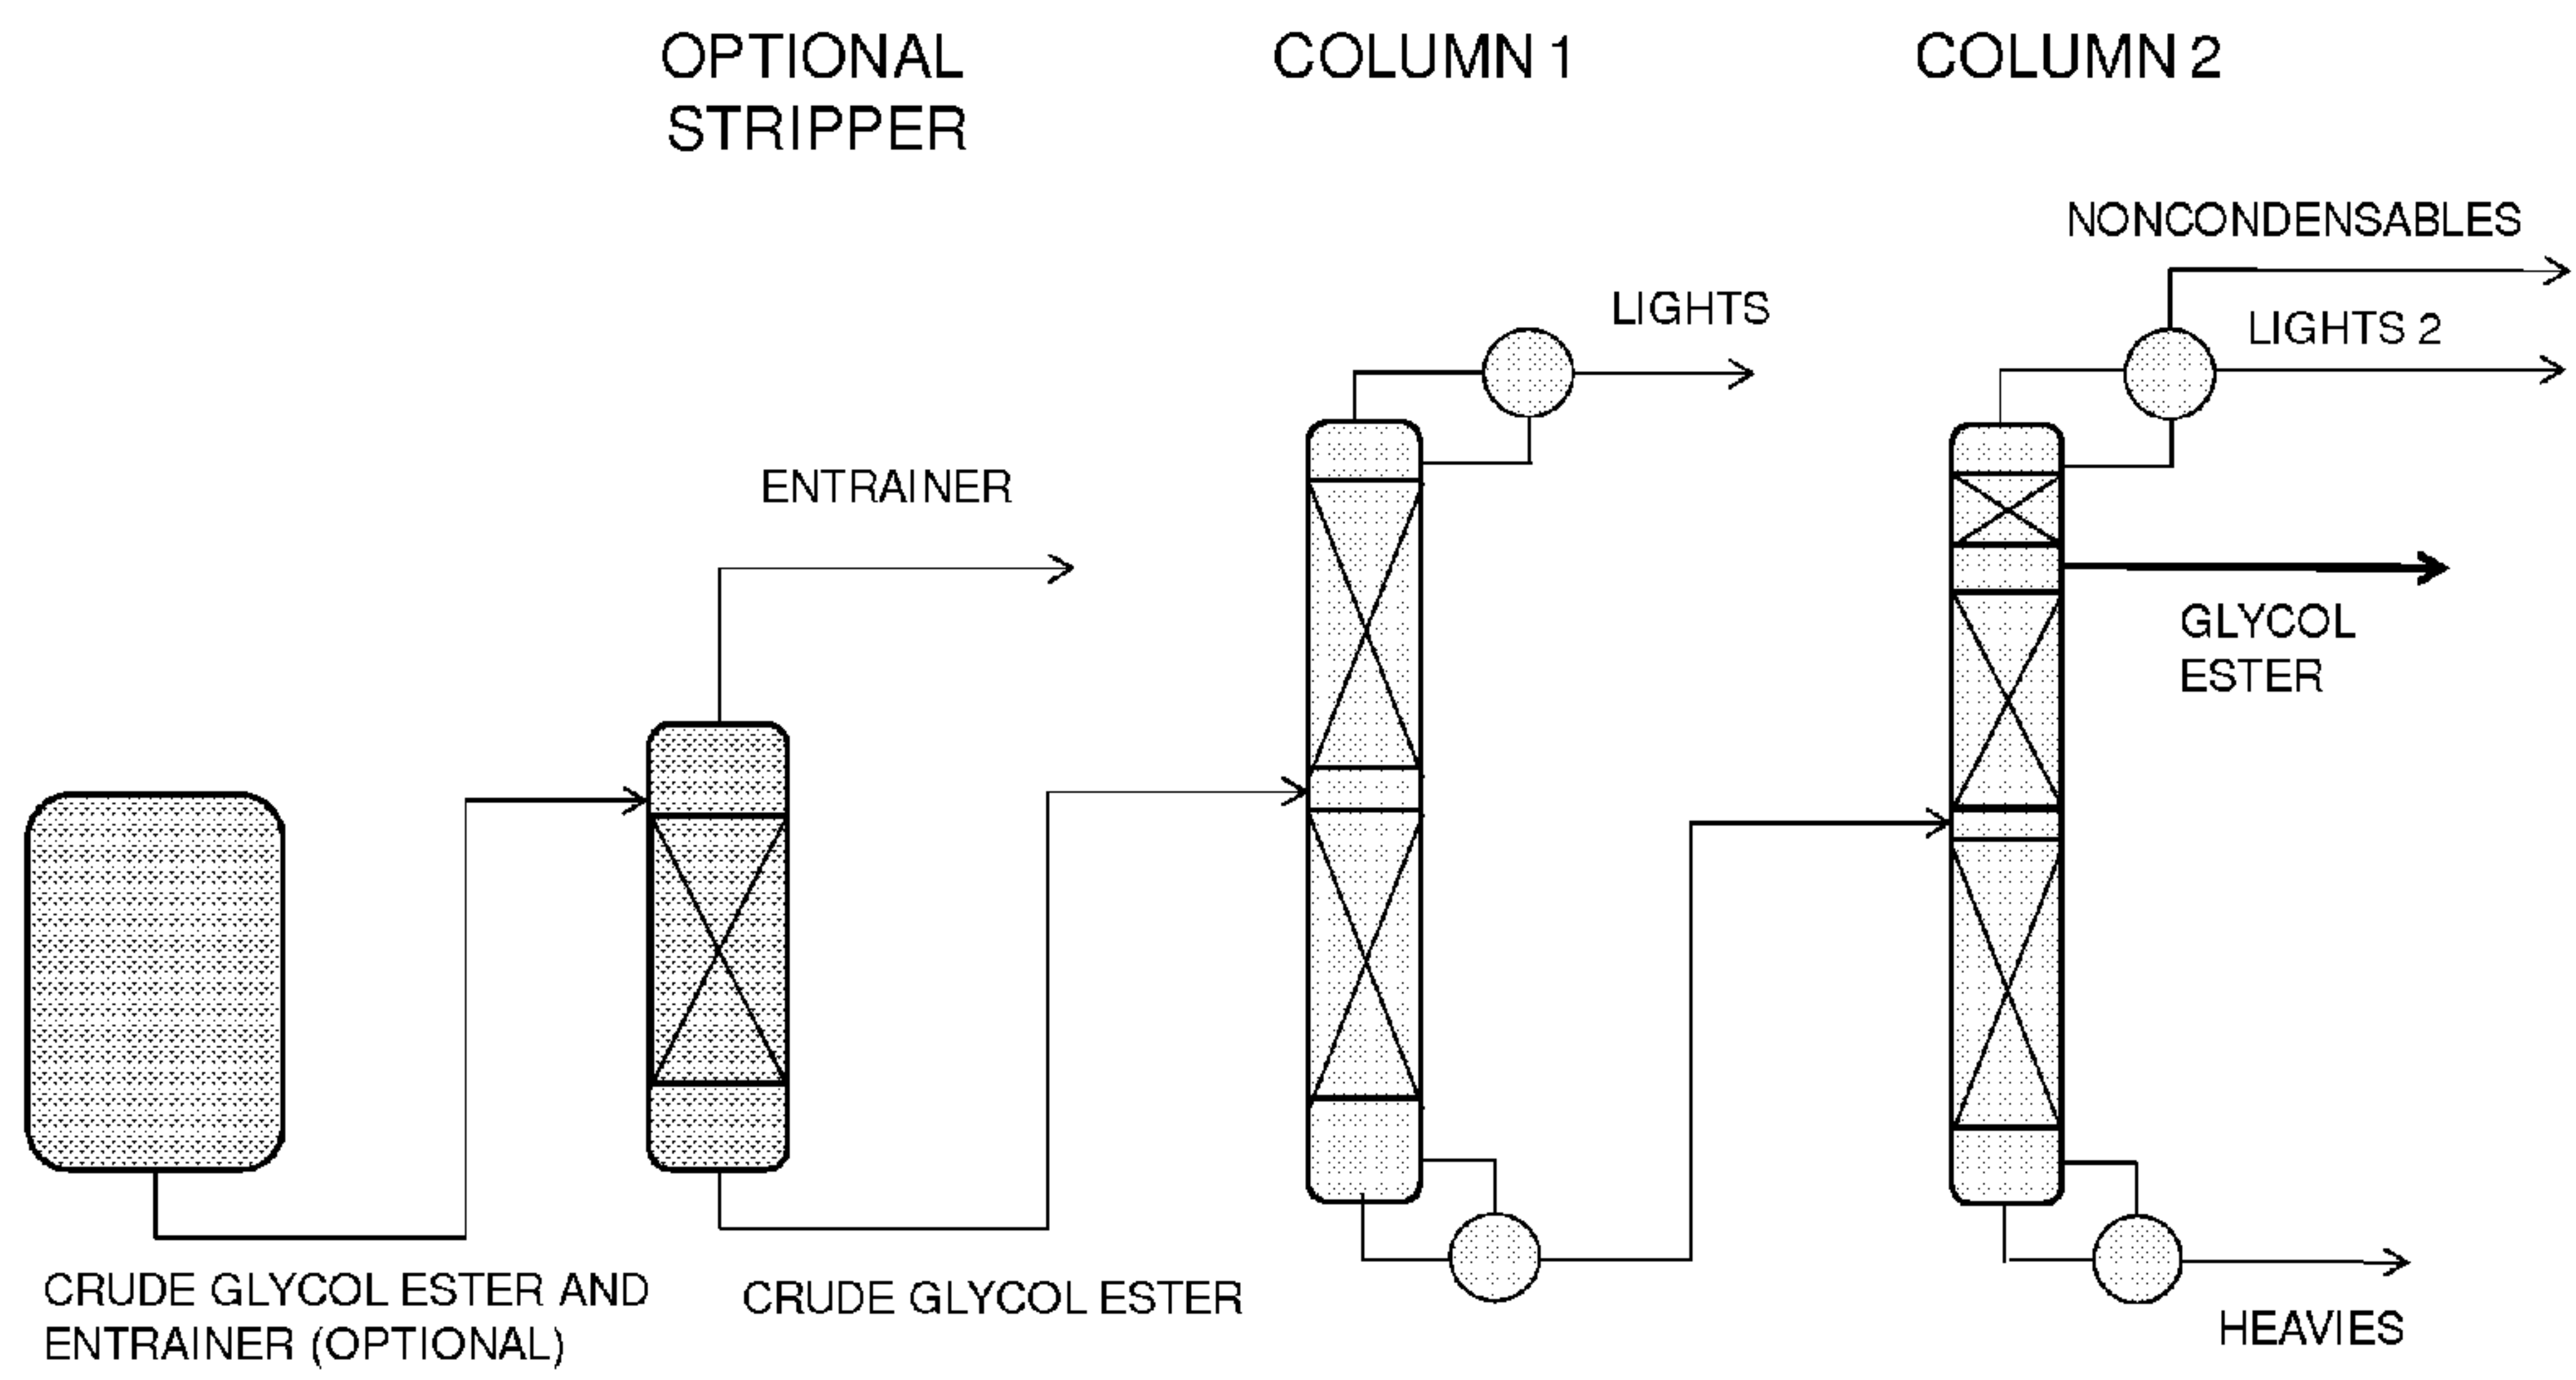 OPTIONAL
STRIPPER
COLUMN 1
COLUMN 2
NONCONDENSABLES
LIGHTS
LIGHTS 2
ENTRAINER
GLYCOL
ESTER
CRUDE GLYCOL ESTER AND
ENTRAINER (OPTIONAL)
CRUDE GLYCOL ESTER
HEAVIES